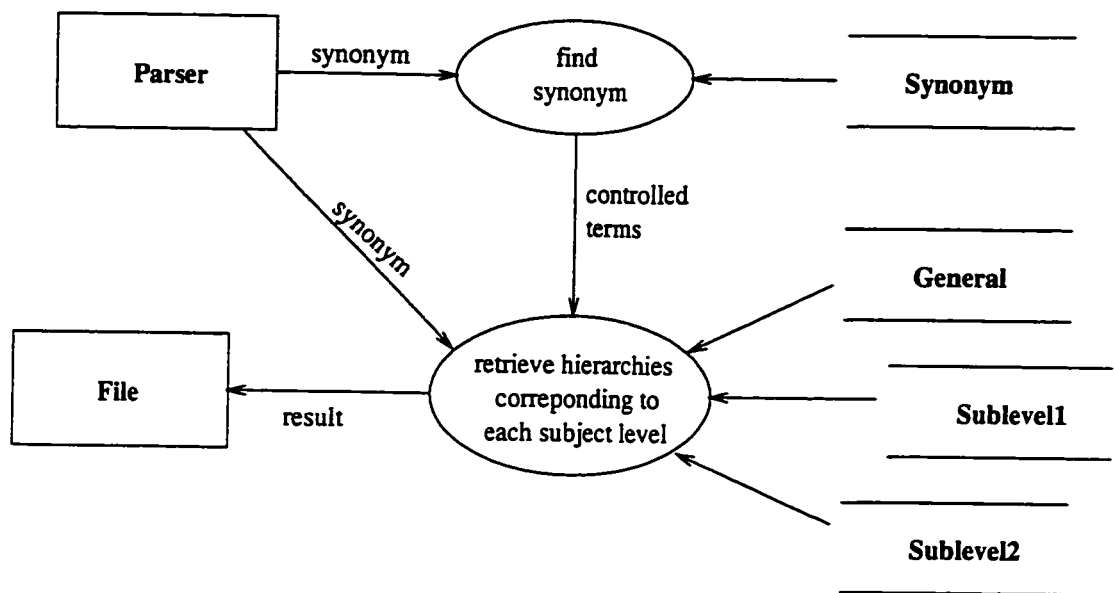 Parser
synonym
find
synonym
Synonym
synonym
controlled
terms
General
File
result
retrieve hierarchies
correponding to
each subject level
Sublevel1
Sublevel2